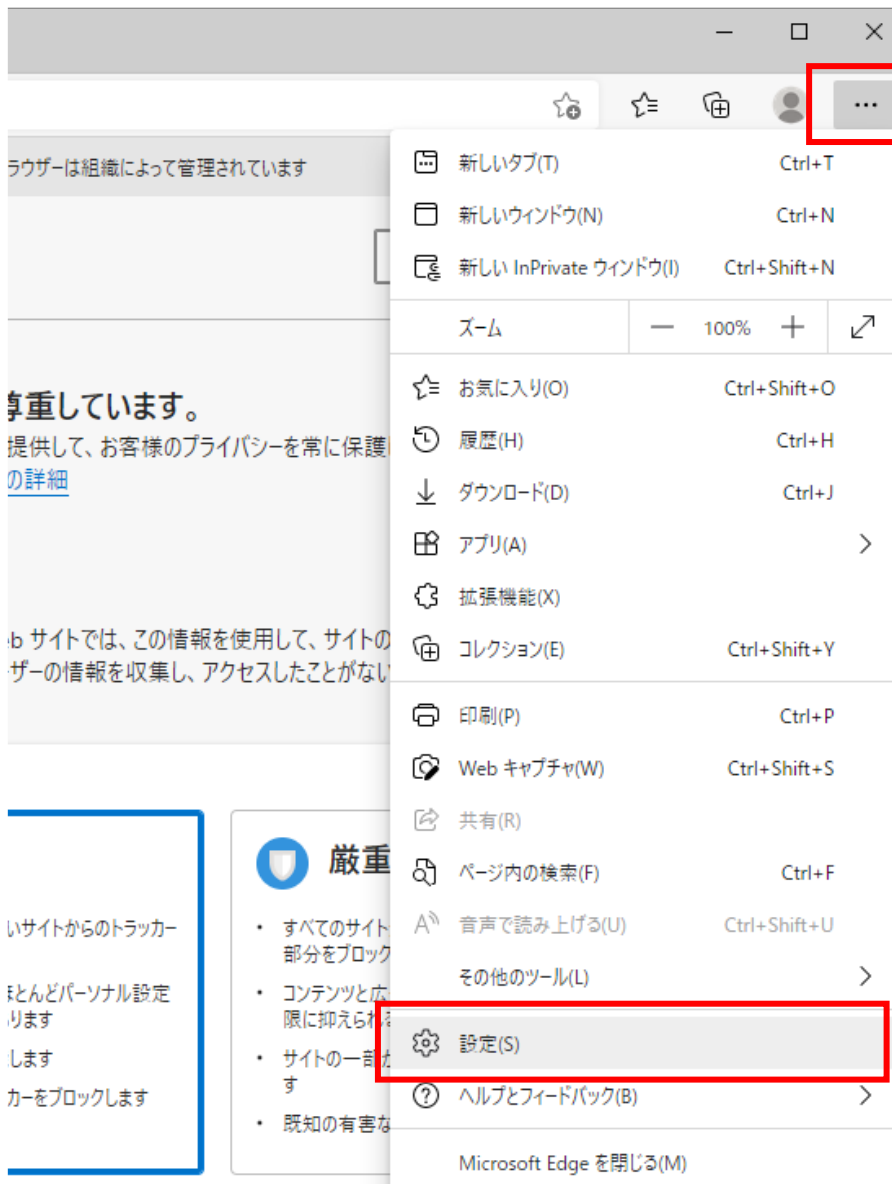 ラウザーは組織によって管理されています
尊重しています。
提供して、お客様のプライバシーを常に保護
の詳細
eb サイトでは、この情報を使用して、サイトの
ザーの情報を収集し、アクセスしたことがない
いサイトからのトラッカー
ほとんどパーソナル設定
ります
します
カーをブロックします
厳重
• すべてのサイト
部分をブロック
• コンテンツと広
限に抑えられ
• サイトの一部が
す
• 既知の有害な
新しいタブ(T) Ctrl+T
新しいウィンドウ(N) Ctrl+N
新しい InPrivate ウィンドウ(I) Ctrl+Shift+N
ズーム 100%
お気に入り(O) Ctrl+Shift+O
履歴(H) Ctrl+H
ダウンロード(D) Ctrl+J
アプリ(A)
拡張機能(X)
コレクション(E) Ctrl+Shift+Y
印刷(P) Ctrl+P
Web キャプチャ(W) Ctrl+Shift+S
共有(R)
ページ内の検索(F) Ctrl+F
音声で読み上げる(U) Ctrl+Shift+U
その他のツール(L)
設定(S)
ヘルプとフィードバック(B)
Microsoft Edge を閉じる(M)